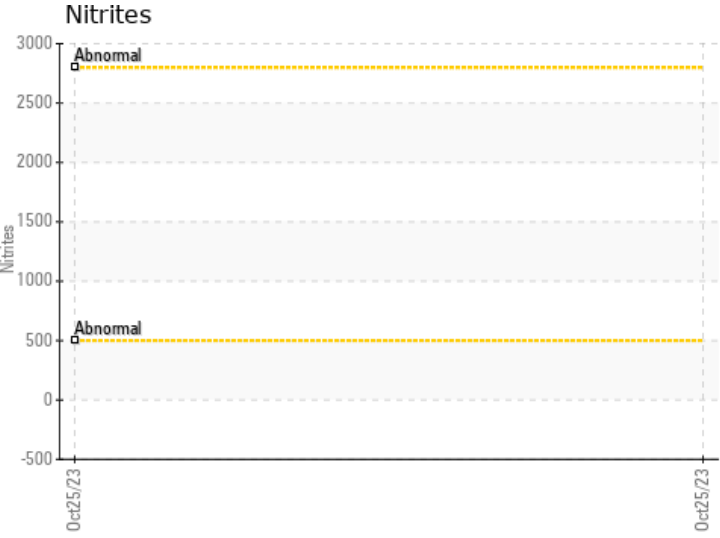 Nitrites
3000
Abnormal
2500
2000
1500
Nitrites
1000
Abnormal
500
0
-500
Oct25/23
Oct25/23